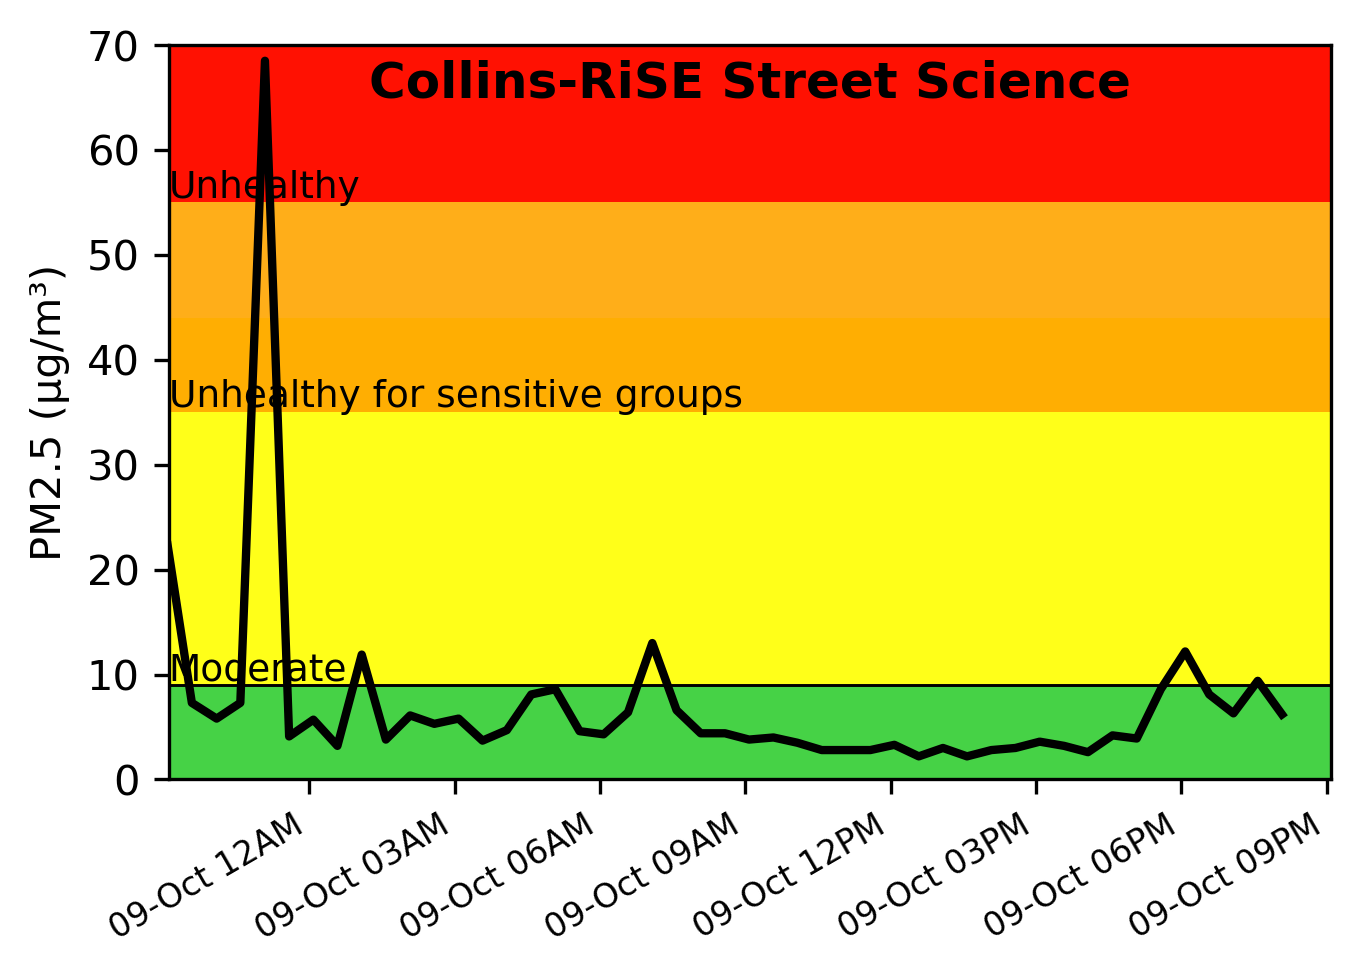 Collins-RiSE Street Science
PM2.5 (µg/m³)
70
60
50
40
30
20
10
0
Unhealthy
Unhealthy for sensitive groups
Moderate
09-Oct 12AM
09-Oct 03AM
09-Oct 06AM
09-Oct 09AM
09-Oct 12PM
09-Oct 03PM
09-Oct 06PM
09-Oct 09PM